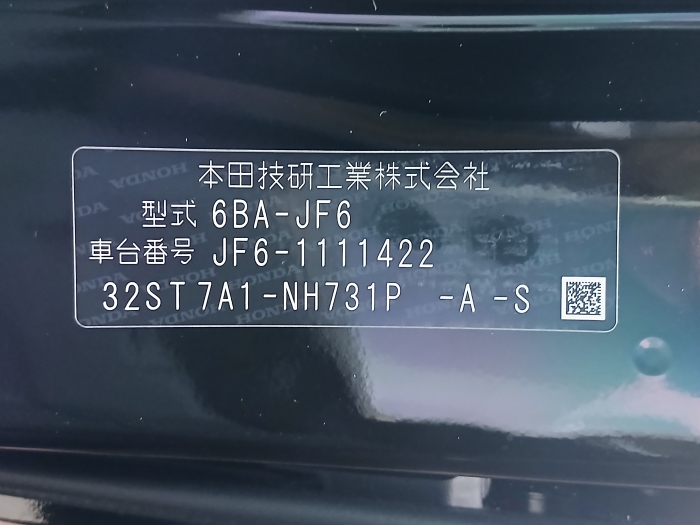 本田技研工業株式会社
型式 6BA-JF6
車台番号 JF6-1111422
32ST7A1-NH731P -A-S